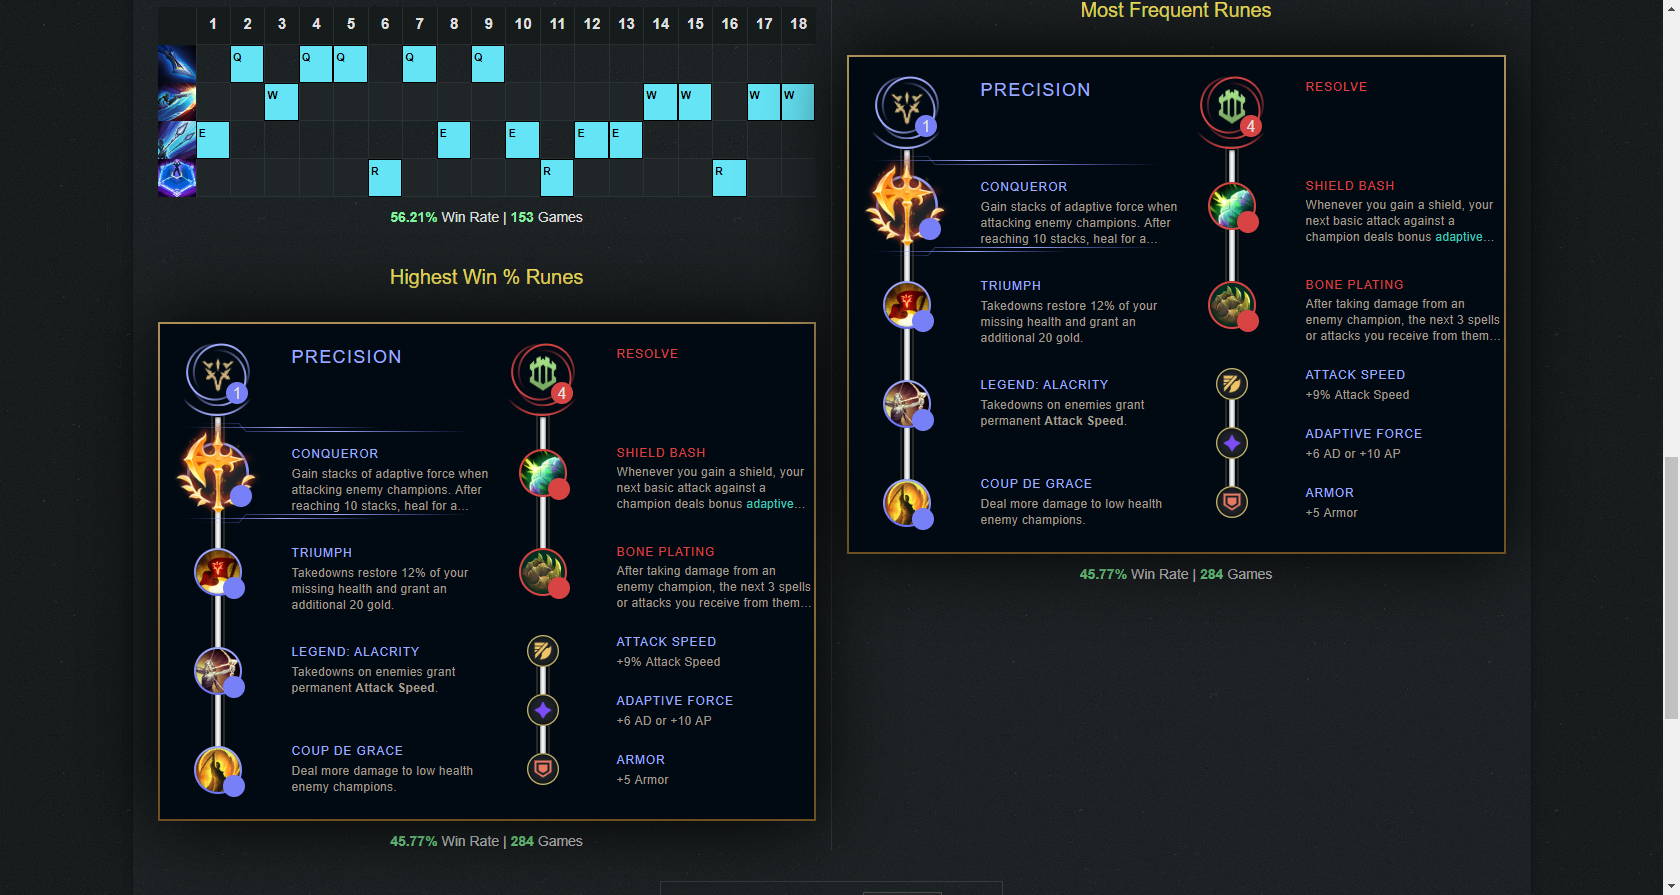 1 2 3 4 5 6 7 8 9 10 11 12 13 14 15 16 17 18
Q Q Q Q Q
W W W W W
E E E E E
R R R
56.21% Win Rate | 153 Games
Highest Win % Runes
PRECISION
1
CONQUEROR
Gain stacks of adaptive force when
attacking enemy champions. After
reaching 10 stacks, heal for a...
TRIUMPH
Takedowns restore 12% of your
missing health and grant an
additional 20 gold.
LEGEND: ALACRITY
Takedowns on enemies grant
permanent Attack Speed.
COUP DE GRACE
Deal more damage to low health
enemy champions.
RESOLVE
4
SHIELD BASH
Whenever you gain a shield, your
next basic attack against a
champion deals bonus adaptive...
BONE PLATING
After taking damage from an
enemy champion, the next 3 spells
or attacks you receive from them...
ATTACK SPEED
+9% Attack Speed
ADAPTIVE FORCE
+6 AD or +10 AP
ARMOR
+5 Armor
45.77% Win Rate | 284 Games
Most Frequent Runes
PRECISION
1
CONQUEROR
Gain stacks of adaptive force when
attacking enemy champions. After
reaching 10 stacks, heal for a...
TRIUMPH
Takedowns restore 12% of your
missing health and grant an
additional 20 gold.
LEGEND: ALACRITY
Takedowns on enemies grant
permanent Attack Speed.
COUP DE GRACE
Deal more damage to low health
enemy champions.
RESOLVE
4
SHIELD BASH
Whenever you gain a shield, your
next basic attack against a
champion deals bonus adaptive...
BONE PLATING
After taking damage from an
enemy champion, the next 3 spells
or attacks you receive from them...
ATTACK SPEED
+9% Attack Speed
ADAPTIVE FORCE
+6 AD or +10 AP
ARMOR
+5 Armor
45.77% Win Rate | 284 Games